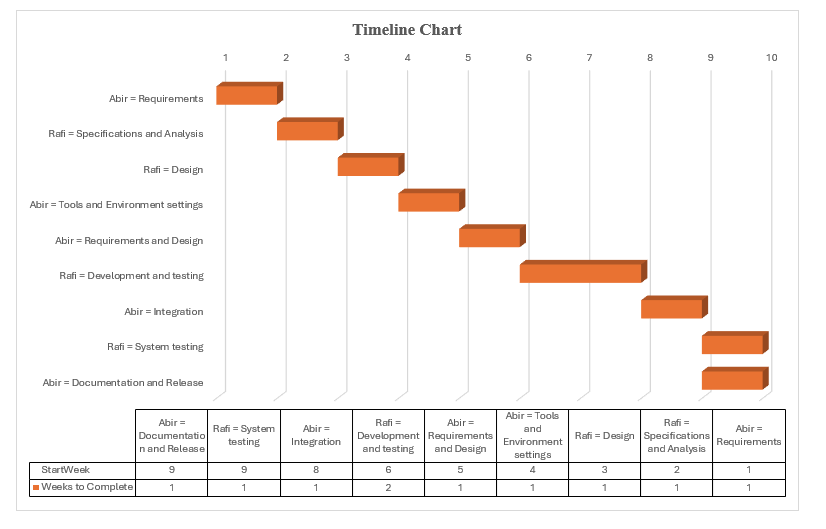 Timeline Chart
1 2 3 4 5 6 7 8 9 10
Abir = Requirements
Rafi = Specifications and Analysis
Rafi = Design
Abir = Tools and Environment settings
Abir = Requirements and Design
Rafi = Development and testing
Abir = Integration
Rafi = System testing
Abir = Documentation and Release
Abir =
Documentatio
n and Release
Rafi = System
testing
Abir =
Integration
Rafi =
Development
and testing
Abir =
Requirements
and Design
Abir = Tools
and
Environment
settings
Rafi = Design
Rafi =
Specifications
and Analysis
Abir =
Requirements
StartWeek 9 9 8 6 5 4 3 2 1
Weeks to Complete 1 1 1 2 1 1 1 1 1